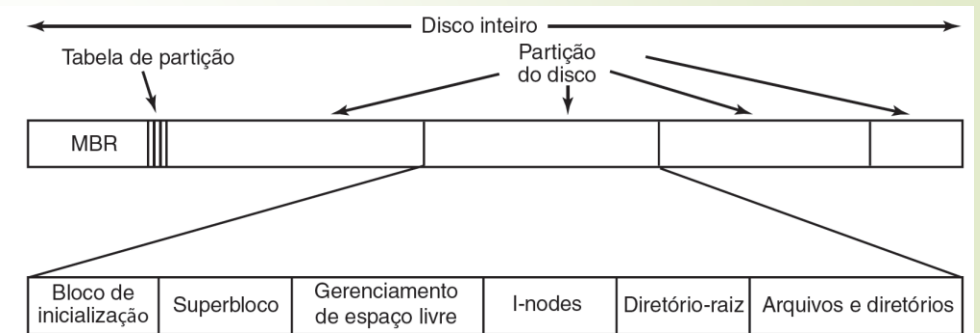 Disco inteiro
Tabela de partição
Partição
do disco
MBR
Bloco de
inicialização
Superbloco
Gerenciamento
de espaço livre
I-nodes
Diretório-raiz
Arquivos e diretórios